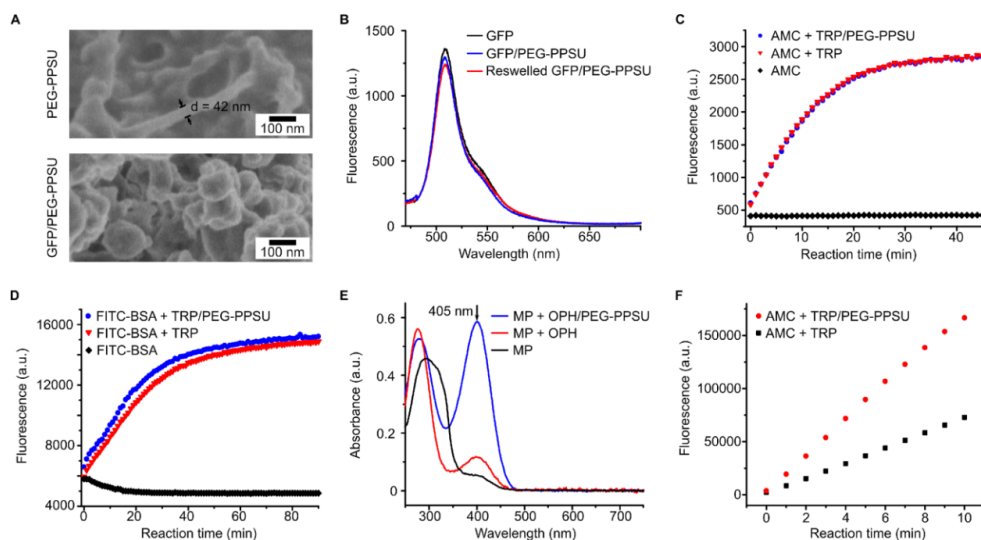 A
PEG-PPSU
d = 42 nm
100 nm
GFP/PEG-PPSU
100 nm
B
Fluorescence (a.u.)
1500
1000
500
0
GFP
GFP/PEG-PPSU
Reswelled GFP/PEG-PPSU
500 550 600 650
Wavelength (nm)
C
Fluorescence (a.u.)
3000
2500
2000
1500
1000
500
AMC + TRP/PEG-PPSU
AMC + TRP
AMC
0 10 20 30 40
Reaction time (min)
D
Fluorescence (a.u.)
16000
12000
8000
4000
FITC-BSA + TRP/PEG-PPSU
FITC-BSA + TRP
FITC-BSA
0 20 40 60 80
Reaction time (min)
E
Absorbance (a.u.)
0.6
0.4
0.2
0.0
405 nm
MP + OPH/PEG-PPSU
MP + OPH
MP
300 400 500 600 700
Wavelength (nm)
F
Fluorescence (a.u.)
150000
100000
50000
0
AMC + TRP/PEG-PPSU
AMC + TRP
0 2 4 6 8 10
Reaction time (min)